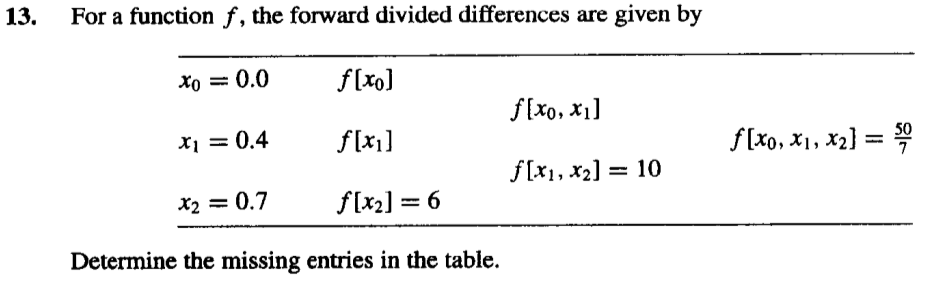 13. For a function f, the forward divided differences are given by
x₀ = 0.0 f[x₀]
f[x₀, x₁]
x₁ = 0.4 f[x₁] f[x₀, x₁, x₂] = 50/7
f[x₁, x₂] = 10
x₂ = 0.7 f[x₂] = 6
Determine the missing entries in the table.